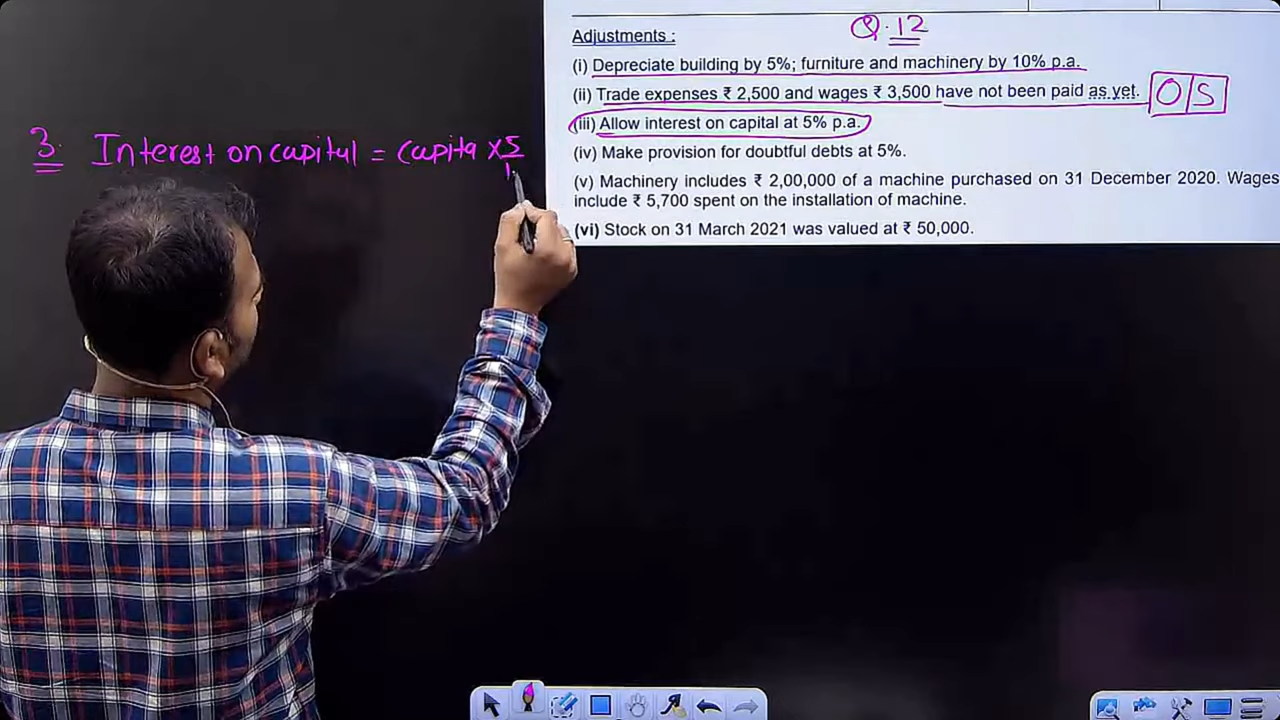 Q. 12
Adjustments :
(i) Depreciate building by 5%; furniture and machinery by 10% p.a.
(ii) Trade expenses ₹ 2,500 and wages ₹ 3,500 have not been paid as yet. O/S
(iii) Allow interest on capital at 5% p.a.
(iv) Make provision for doubtful debts at 5%.
(v) Machinery includes ₹ 2,00,000 of a machine purchased on 31 December 2020. Wages
include ₹ 5,700 spent on the installation of machine.
(vi) Stock on 31 March 2021 was valued at ₹ 50,000.
3. Interest on capital = capita × 5
1